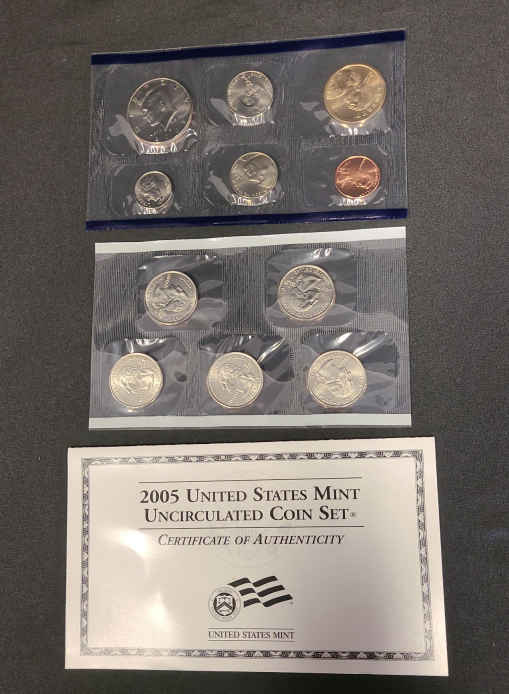 2005 UNITED STATES MINT
UNCIRCULATED COIN SET®
CERTIFICATE OF AUTHENTICITY
UNITED STATES MINT